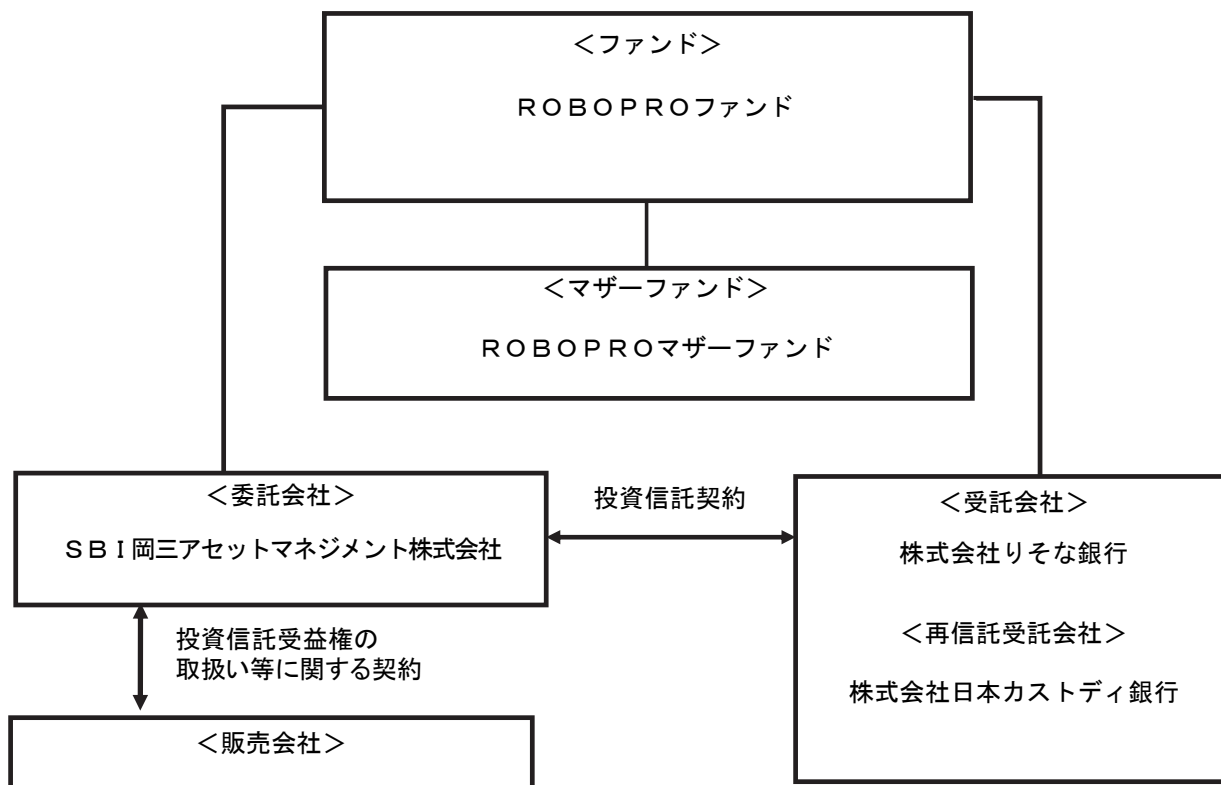 ＜ファンド＞
ＲＯＢＯＰＲＯファンド
＜マザーファンド＞
ＲＯＢＯＰＲＯマザーファンド
＜委託会社＞
ＳＢＩ岡三アセットマネジメント株式会社
投資信託契約
＜受託会社＞
株式会社りそな銀行
＜再信託受託会社＞
株式会社日本カストディ銀行
投資信託受益権の
取扱い等に関する契約
＜販売会社＞